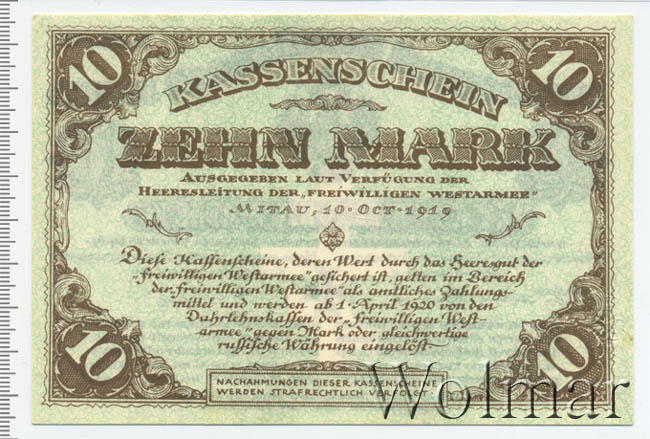 10 10
KASSENSCHEIN
ZEHN MARK
AUSGEGEBEN LAUT VERFÜGUNG DER
HEERESLEITUNG DER „FREIWILLIGEN WESTARMEE“
MITAU, 10·OCT·1919
Diese Kassenscheine, deren Wert durch das Heeresgut der
„freiwilligen Westarmee“ gesichert ist, gelten im Bereich
der „freiwilligen Westarmee“ als amtliches Zahlungs-
mittel und werden ab 1·April 1920 von den
Darlehnskassen der „freiwilligen West-
armee“ gegen Mark oder gleichwertige
russische Währung eingelöst·
10 10
NACHAHMUNGEN DIESER KASSENSCHEINE
WERDEN STRAFRECHTLICH VERFOLGT·
Wolmar